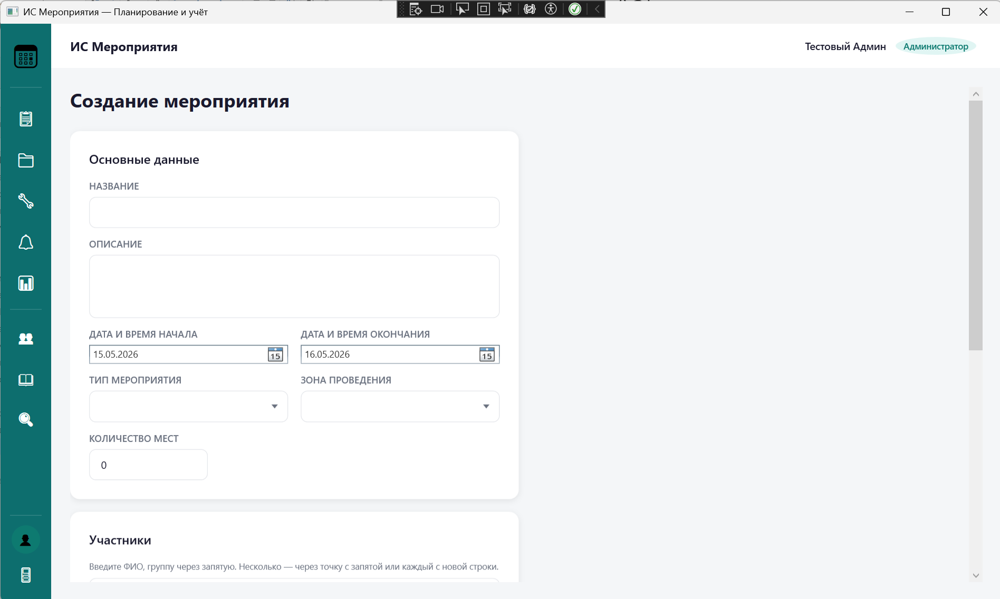 ИС Мероприятия — Планирование и учёт
ИС Мероприятия
Тестовый Админ
Администратор
Создание мероприятия
Основные данные
НАЗВАНИЕ
ОПИСАНИЕ
ДАТА И ВРЕМЯ НАЧАЛА
ДАТА И ВРЕМЯ ОКОНЧАНИЯ
15.05.2026
15
16.05.2026
15
ТИП МЕРОПРИЯТИЯ
ЗОНА ПРОВЕДЕНИЯ
КОЛИЧЕСТВО МЕСТ
0
Участники
Введите ФИО, группу через запятую. Несколько — через точку с запятой или каждый с новой строки.